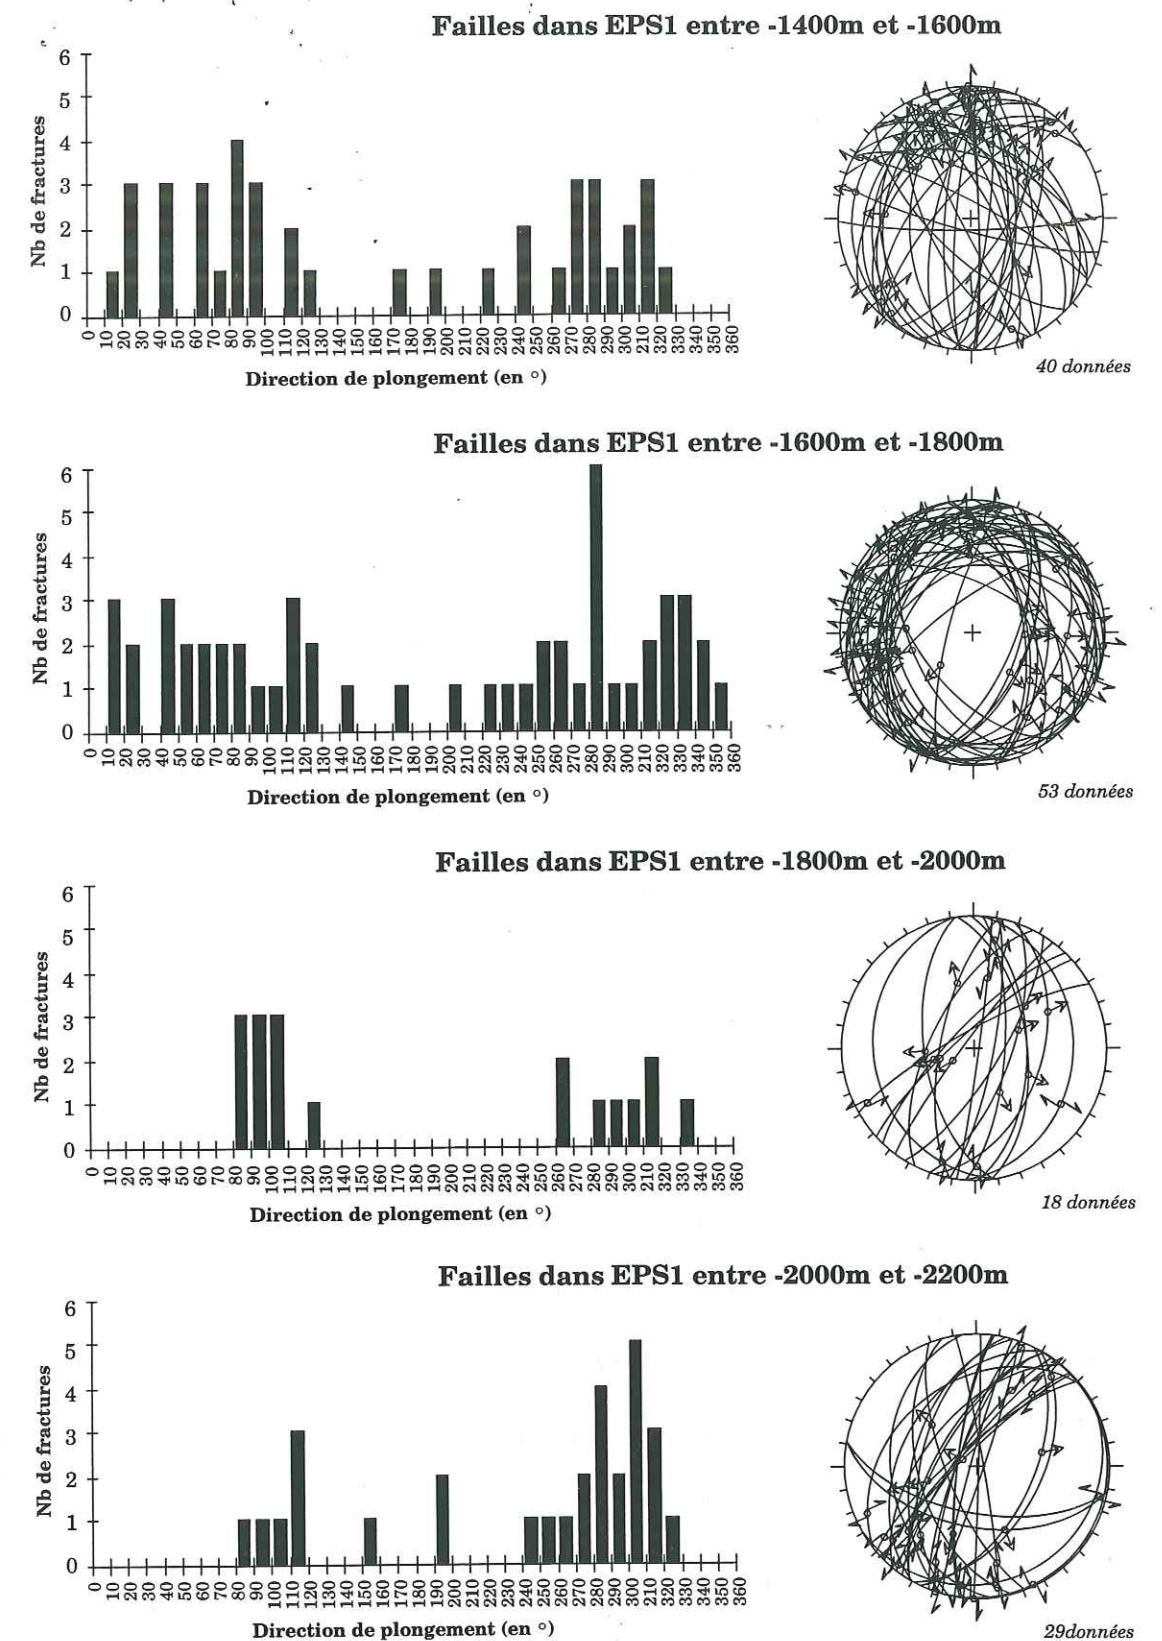 Failles dans EPS1 entre -1400m et -1600m
Nb de fractures
6
5
4
3
2
1
0
0 10 20 30 40 50 60 70 80 90 100 110 120 130 140 150 160 170 180 190 200 210 220 230 240 250 260 270 280 290 300 310 320 330 340 350 360
Direction de plongement (en °)
40 données
Failles dans EPS1 entre -1600m et -1800m
Nb de fractures
6
5
4
3
2
1
0
0 10 20 30 40 50 60 70 80 90 100 110 120 130 140 150 160 170 180 190 200 210 220 230 240 250 260 270 280 290 300 310 320 330 340 350 360
Direction de plongement (en °)
53 données
Failles dans EPS1 entre -1800m et -2000m
Nb de fractures
6
5
4
3
2
1
0
0 10 20 30 40 50 60 70 80 90 100 110 120 130 140 150 160 170 180 190 200 210 220 230 240 250 260 270 280 290 300 310 320 330 340 350 360
Direction de plongement (en °)
18 données
Failles dans EPS1 entre -2000m et -2200m
Nb de fractures
6
5
4
3
2
1
0
0 10 20 30 40 50 60 70 80 90 100 110 120 130 140 150 160 170 180 190 200 210 220 230 240 250 260 270 280 290 300 310 320 330 340 350 360
Direction de plongement (en °)
29données